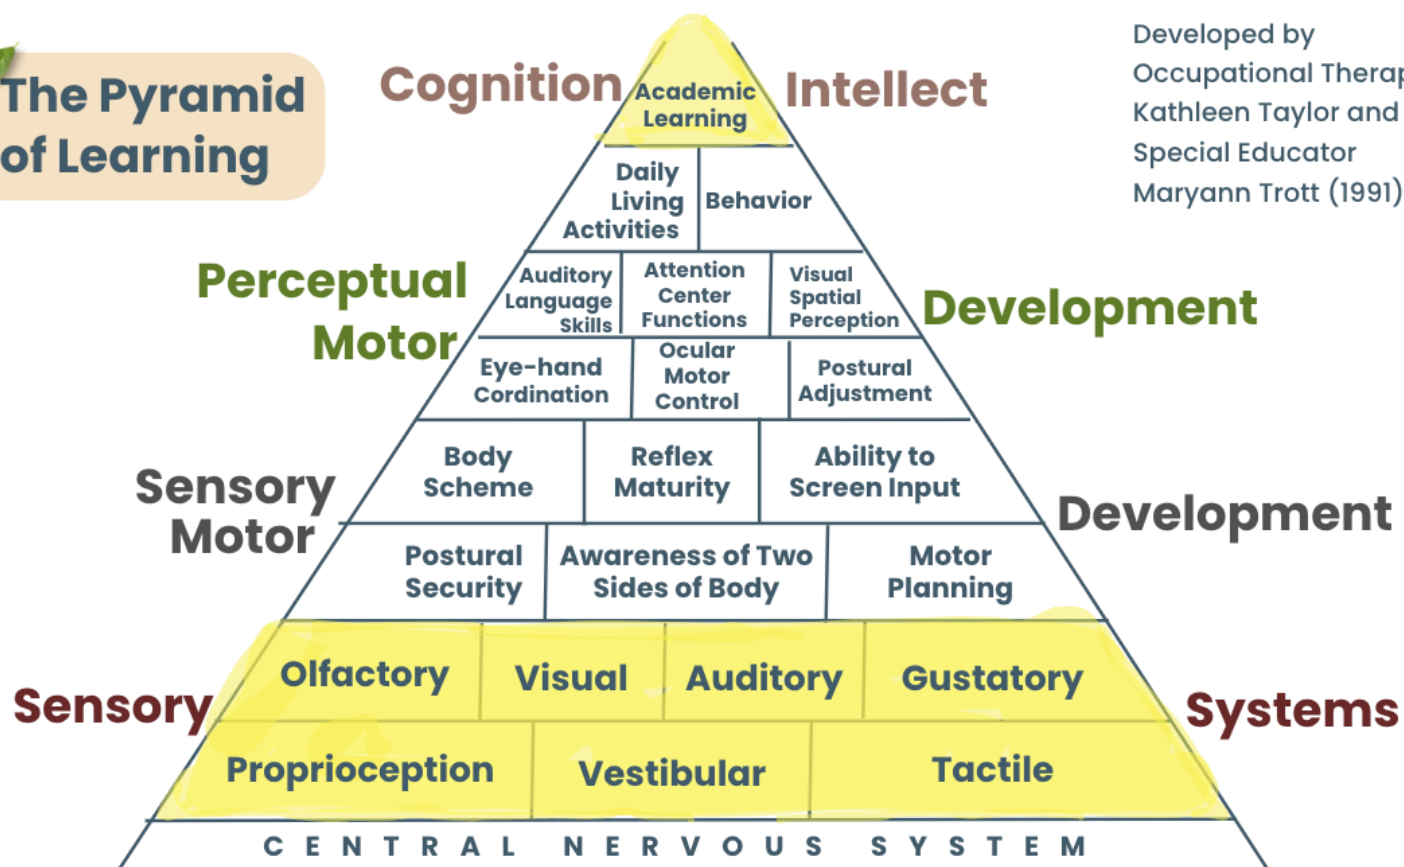 The Pyramid
of Learning
Developed by
Occupational Therap
Kathleen Taylor and
Special Educator
Maryann Trott (1991)
Cognition
Intellect
Academic
Learning
Daily
Living
Activities
Behavior
Perceptual
Motor
Development
Auditory
Language
Skills
Attention
Center
Functions
Visual
Spatial
Perception
Eye-hand
Cordination
Ocular
Motor
Control
Postural
Adjustment
Sensory
Motor
Development
Body
Scheme
Reflex
Maturity
Ability to
Screen Input
Postural
Security
Awareness of Two
Sides of Body
Motor
Planning
Sensory
Systems
Olfactory
Visual
Auditory
Gustatory
Proprioception
Vestibular
Tactile
CENTRAL NERVOUS SYSTEM